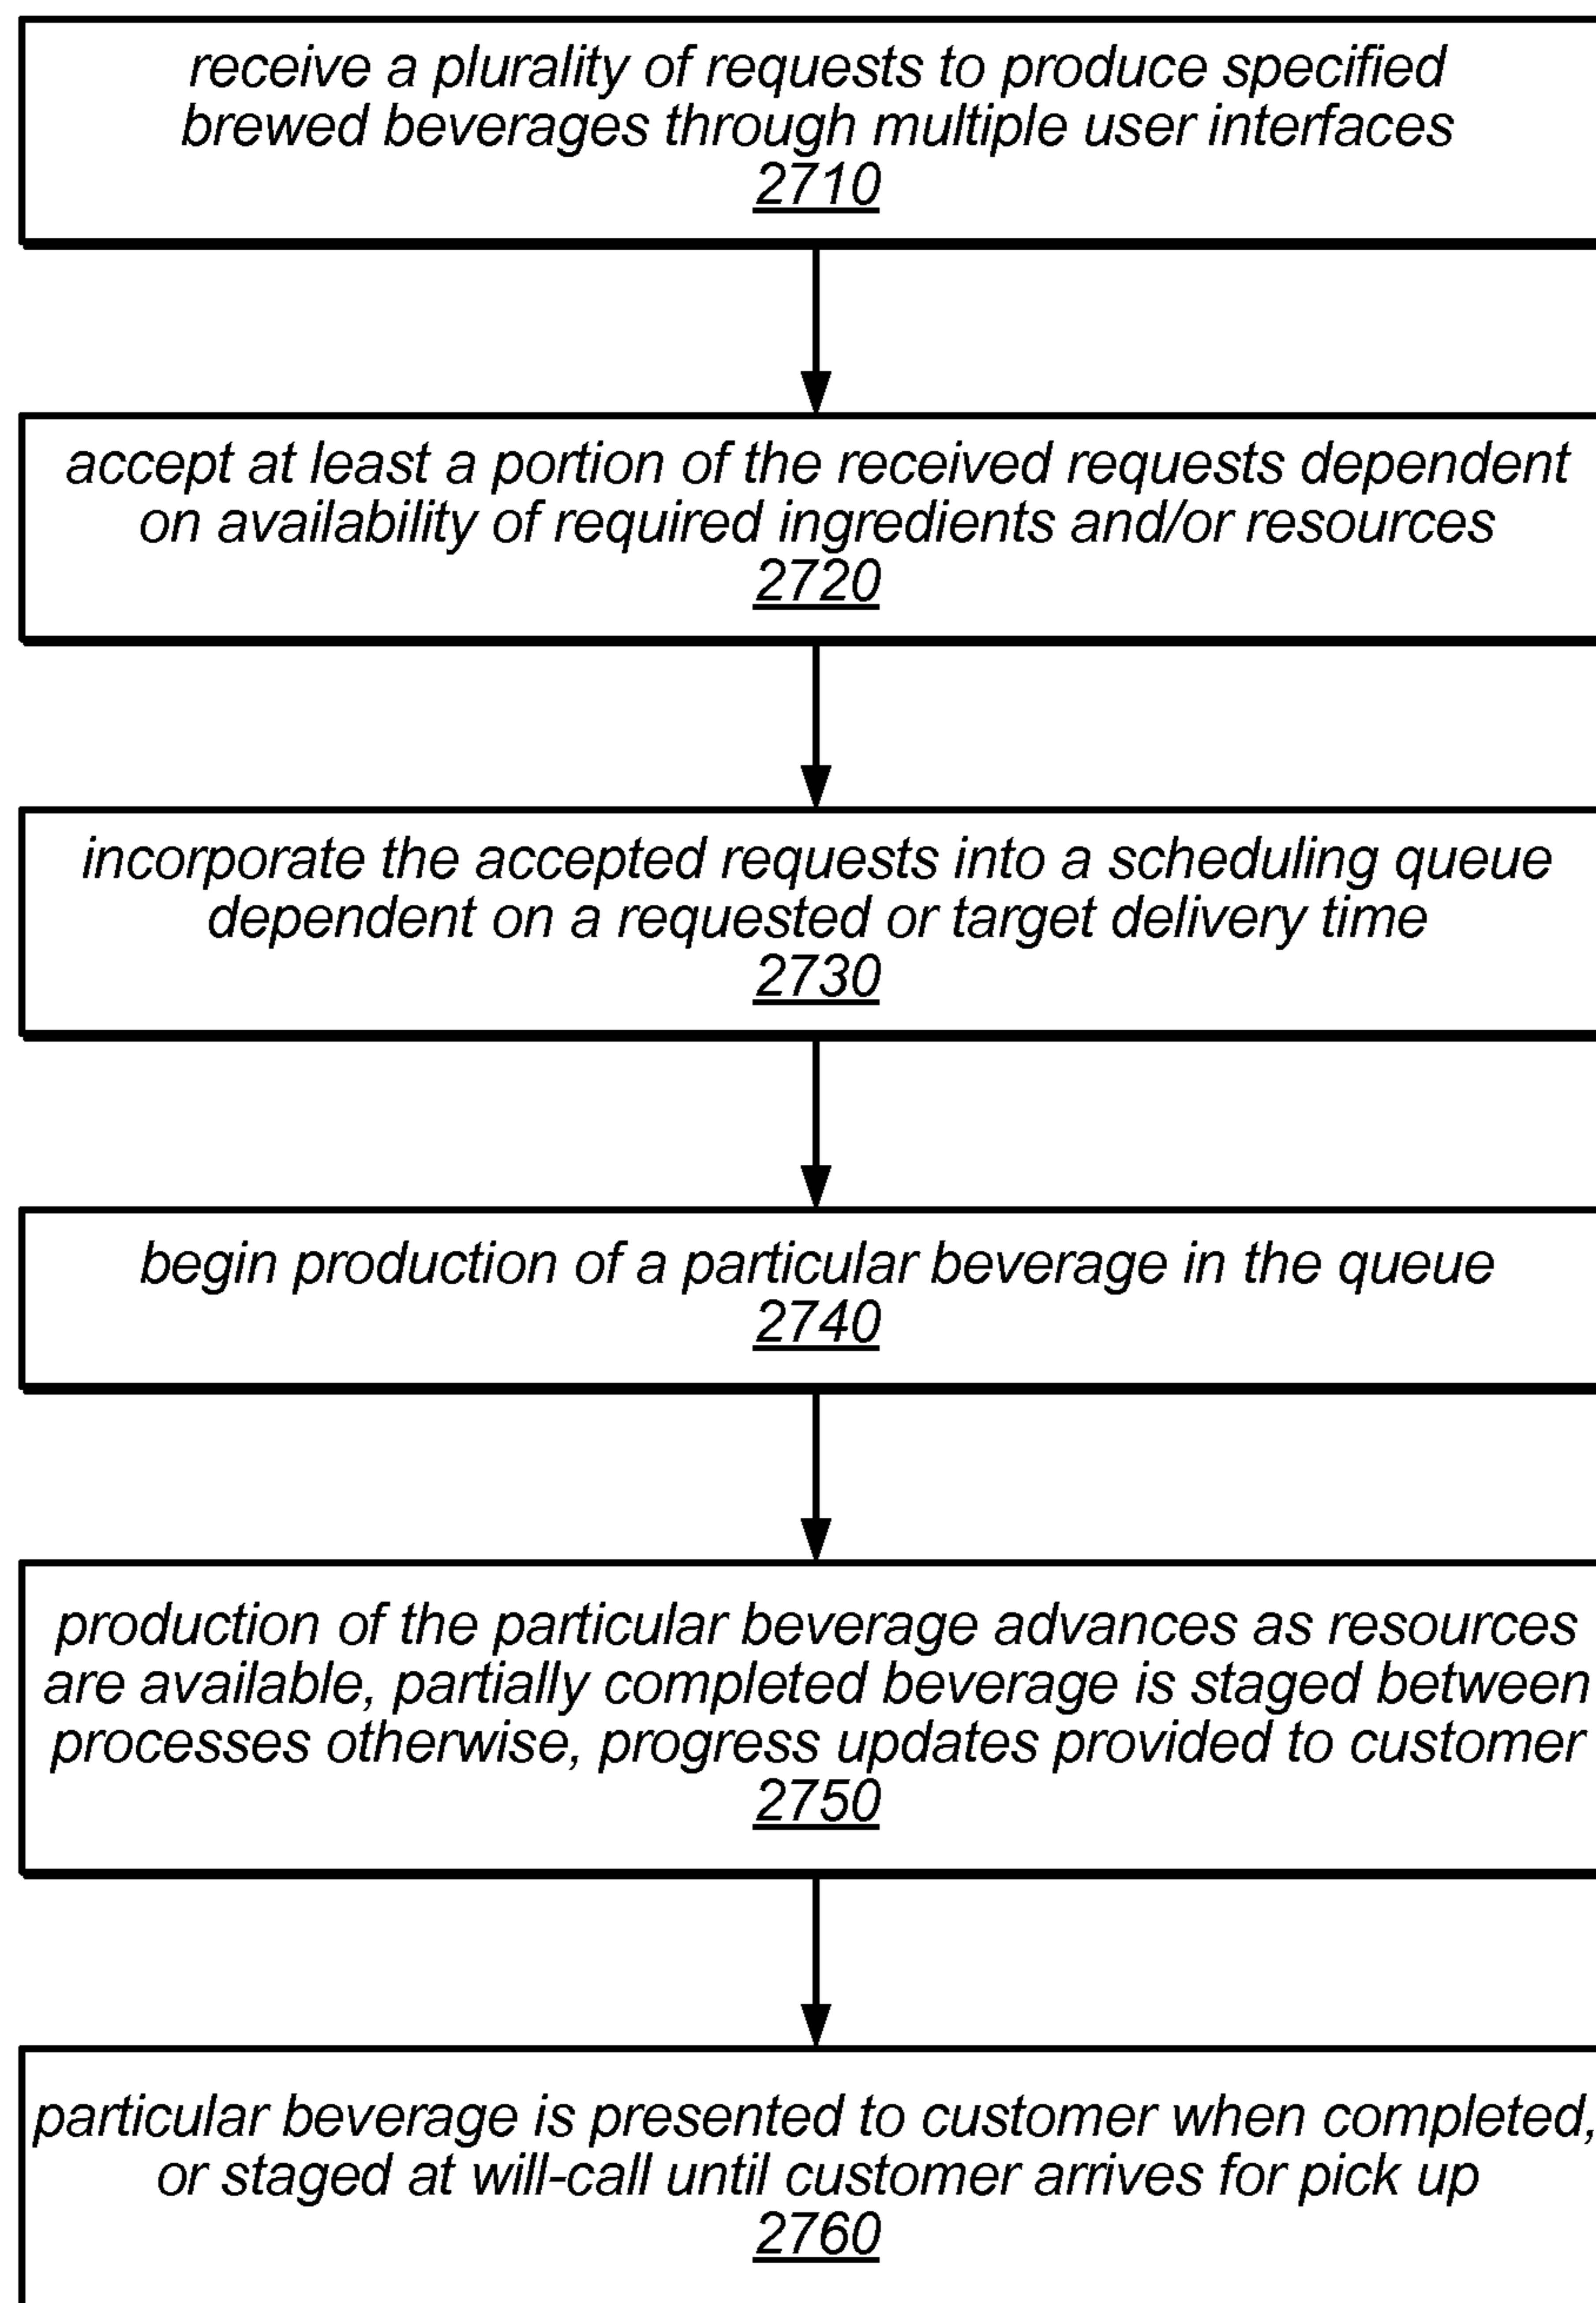 receive a plurality of requests to produce specified
brewed beverages through multiple user interfaces
2710
accept at least a portion of the received requests dependent
on availability of required ingredients and/or resources
2720
incorporate the accepted requests into a scheduling queue
dependent on a requested or target delivery time
2730
begin production of a particular beverage in the queue
2740
production of the particular beverage advances as resources
are available, partially completed beverage is staged between
processes otherwise, progress updates provided to customer
2750
particular beverage is presented to customer when completed,
or staged at will-call until customer arrives for pick up
2760